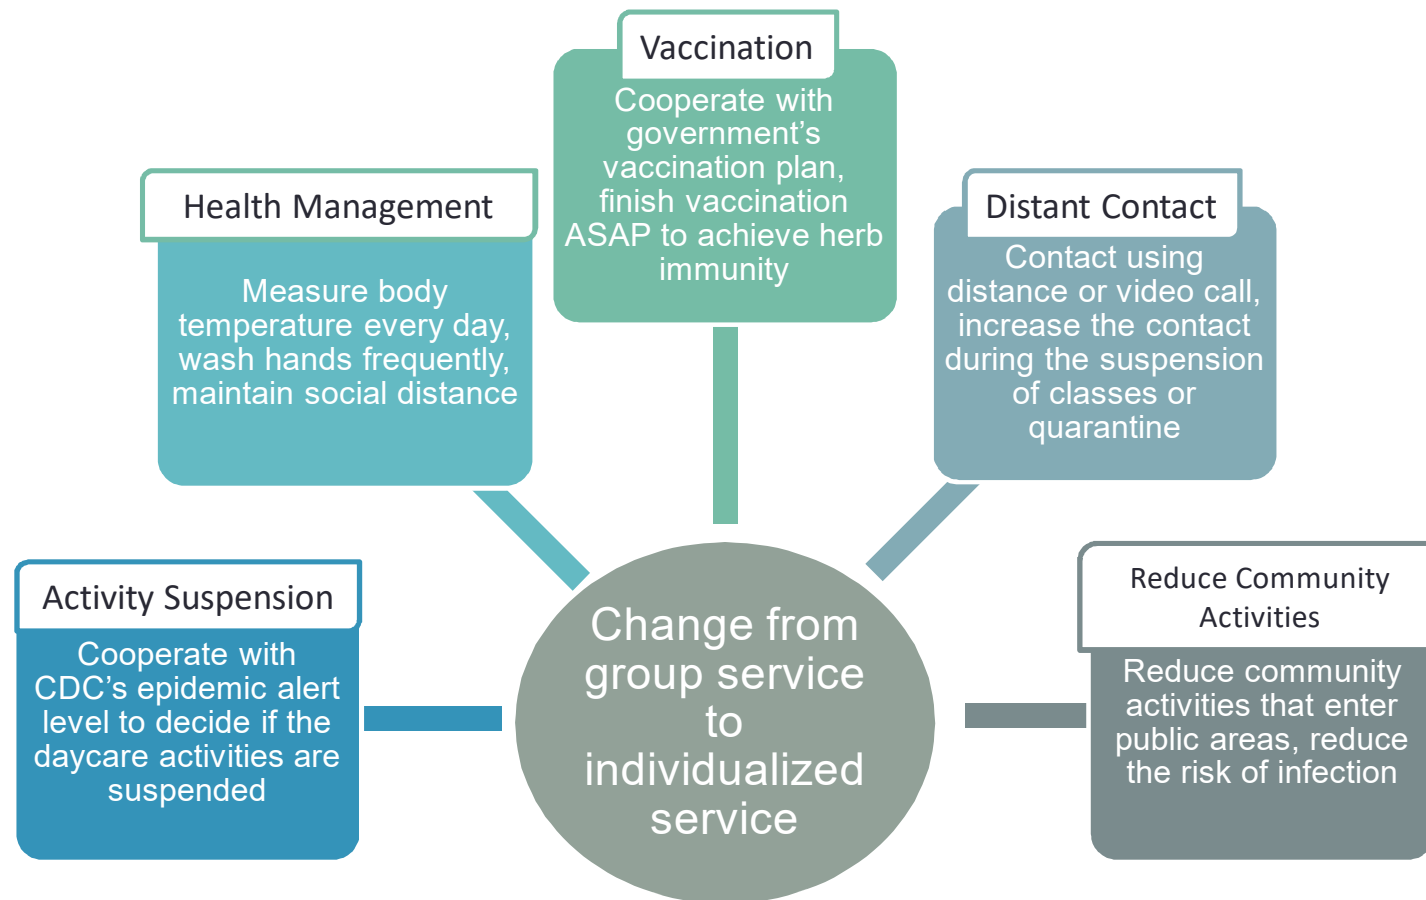 Vaccination
Cooperate with
government’s
vaccination plan,
finish vaccination
ASAP to achieve herb
immunity
Health Management
Measure body
temperature every day,
wash hands frequently,
maintain social distance
Distant Contact
Contact using
distance or video call,
increase the contact
during the suspension
of classes or
quarantine
Activity Suspension
Cooperate with
CDC’s epidemic alert
level to decide if the
daycare activities are
suspended
Change from
group service
to
individualized
service
Reduce Community
Activities
Reduce community
activities that enter
public areas, reduce
the risk of infection